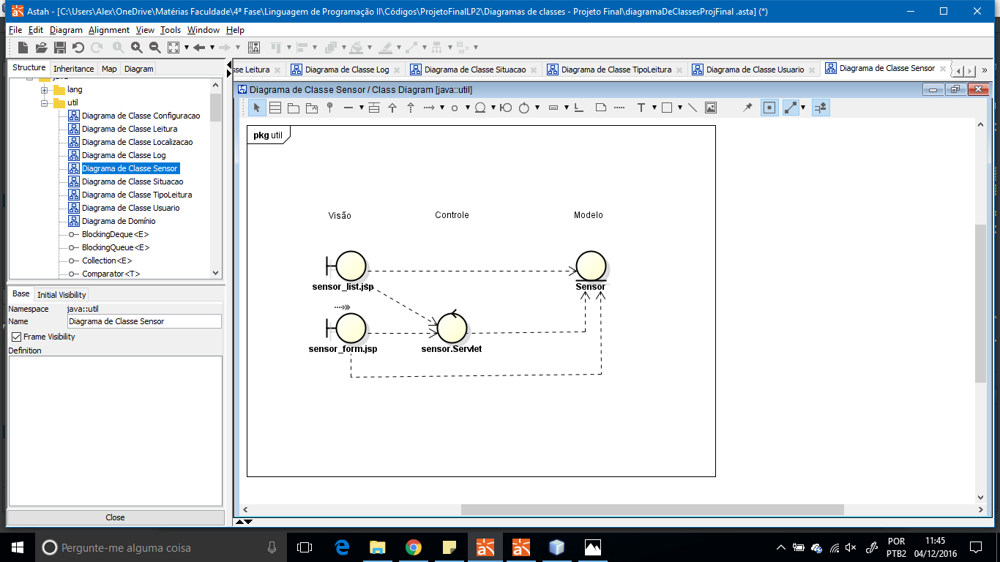 Astah - [C:\Users\Alex\OneDrive\Matérias Faculdade\4ª Fase\Linguagem de Programação II\Códigos\ProjetoFinalLP2\Diagramas de classes - Projeto Final\diagramaDeClassesProjFinal .asta] (*)
File Edit Diagram Alignment View Tools Window Help
Structure Inheritance Map Diagram
sse Leitura Diagrama de Classe Log Diagrama de Classe Situacao Diagrama de Classe TipoLeitura Diagrama de Classe Usuario Diagrama de Classe Sensor
lang
util
Diagrama de Classe Configuracao
Diagrama de Classe Leitura
Diagrama de Classe Localizacao
Diagrama de Classe Log
Diagrama de Classe Sensor
Diagrama de Classe Situacao
Diagrama de Classe TipoLeitura
Diagrama de Classe Usuario
Diagrama de Domínio
BlockingDeque<E>
BlockingQueue<E>
Collection<E>
Comparator<T>
Base Initial Visibility
Namespace java::util
Name Diagrama de Classe Sensor
Frame Visibility
Definition
Close
Diagrama de Classe Sensor / Class Diagram [java::util]
pkg util
Visão Controle Modelo
sensor_list.jsp
Sensor
sensor_form.jsp
sensor.Servlet
Pergunte-me alguma coisa
POR
PTB2
11:45
04/12/2016